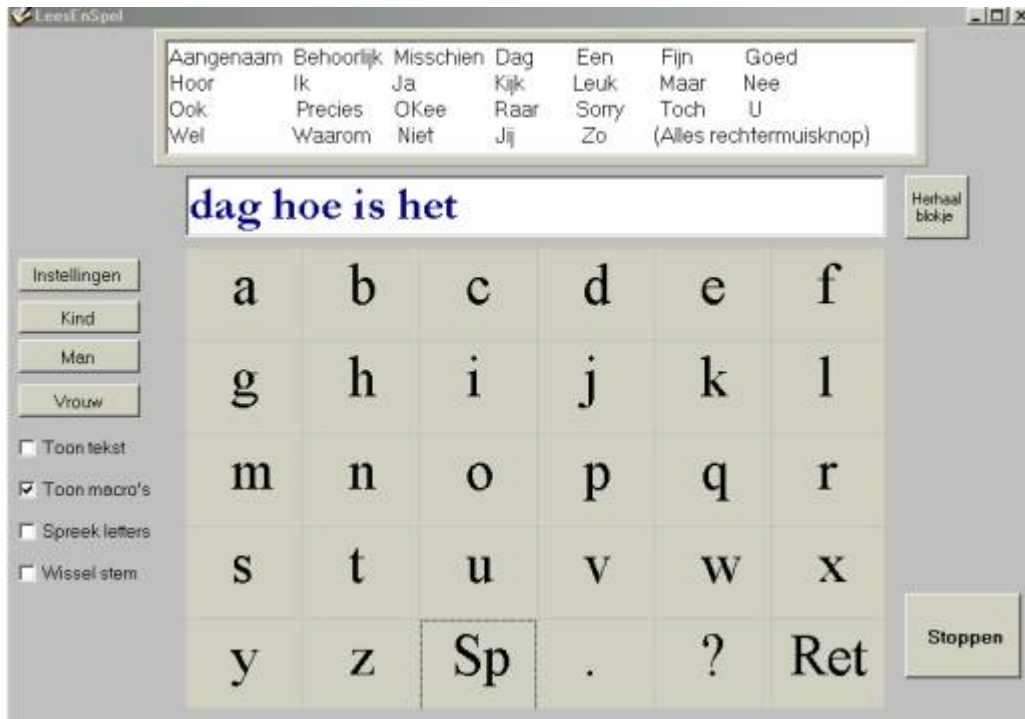 LeesEnSpel
Aangenaam Behoorlijk Misschien Dag Een Fijn Goed
Hoor Ik Ja Kijk Leuk Maar Nee
Ook Precies OKee Raar Sorry Toch U
Wel Waarom Niet Jij Zo (Alles rechtermuisknop)
dag hoe is het
Herhaal
blokje
Instellingen
Kind
Man
Vrouw
Toon tekst
Toon macro's
Spreek letters
Wissel stem
a b c d e f
g h i j k l
m n o p q r
s t u v w x
y z Sp . ? Ret
Stoppen